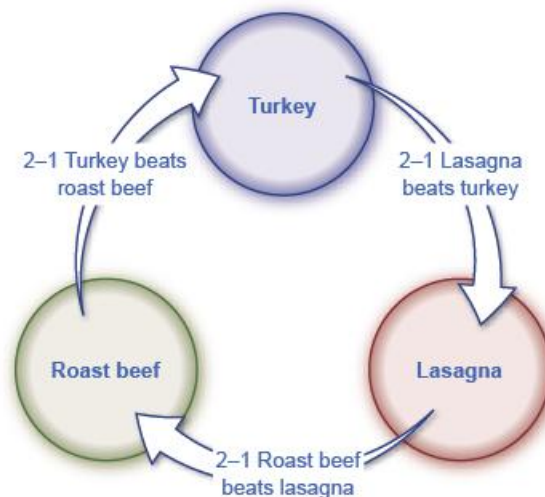 Turkey
2–1 Turkey beats
roast beef
2–1 Lasagna
beats turkey
Roast beef
Lasagna
2–1 Roast beef
beats lasagna